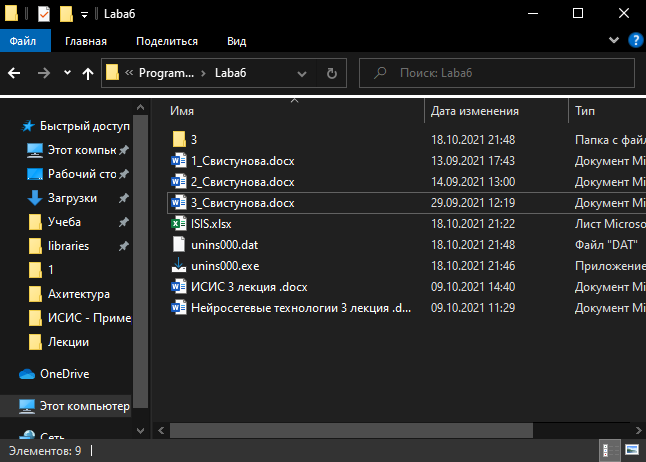 Laba6
Файл Главная Поделиться Вид
Program... Laba6 Поиск: Laba6
Имя Дата изменения Тип
Быстрый доступ
Этот компьн
Рабочий сто
Загрузки
Учеба
libraries
1
Ахитектура
ИСИС - Приме
Лекции
OneDrive
Этот компьютер
Сеть
3 18.10.2021 21:48 Папка с файл
1_Свистунова.docx 13.09.2021 17:43 Документ Mi
2_Свистунова.docx 14.09.2021 13:00 Документ Mi
3_Свистунова.docx 29.09.2021 12:19 Документ Mi
ISIS.xlsx 18.10.2021 21:22 Лист Microso
unins000.dat 18.10.2021 21:48 Файл "DAT"
unins000.exe 18.10.2021 21:46 Приложение
ИСИС 3 лекция .docx 09.10.2021 14:40 Документ Mi
Нейросетевые технологии 3 лекция .d... 09.10.2021 11:29 Документ Mi
Элементов: 9